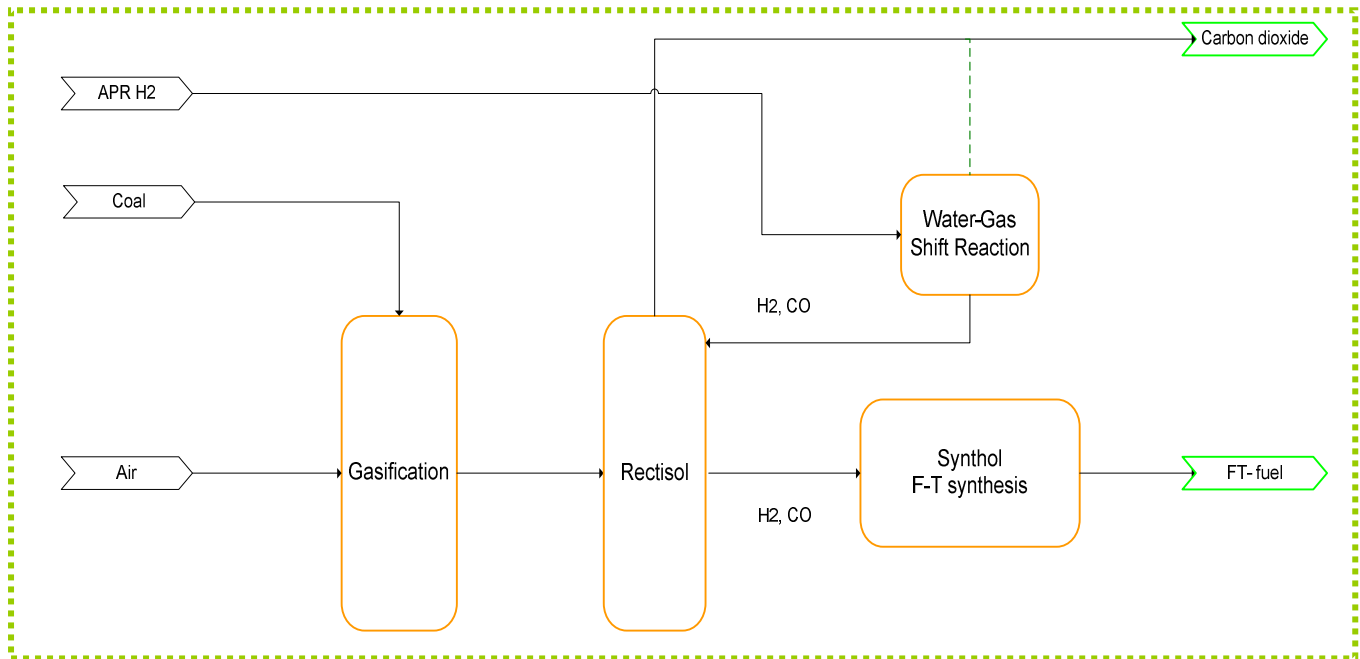 Carbon dioxide
APR H2
Coal
Water-Gas
Shift Reaction
H2, CO
Air
Gasification
Rectisol
Synthol
F-T synthesis
FT- fuel
H2, CO